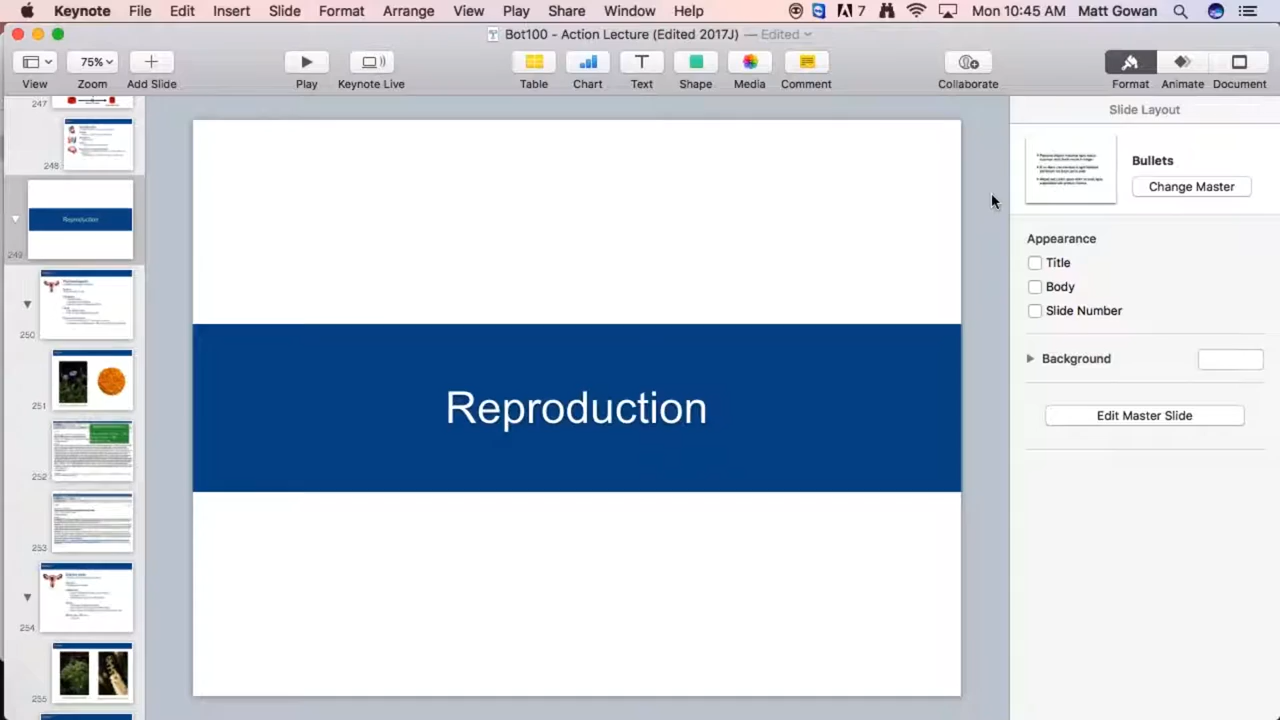 Keynote File Edit Insert Slide Format Arrange View Play Share Window Help 7 Mon 10:45 AM Matt Gowan
Bot100 - Action Lecture (Edited 2017J) — Edited
75%
View Zoom Add Slide Play Keynote Live Table Chart Text Shape Media Comment Collaborate Format Animate Document
Slide Layout
Bullets
Change Master
Appearance
Title
Body
Slide Number
Background
Edit Master Slide
247
248
Reproduction
249
250
251
252
253
254
255
Reproduction